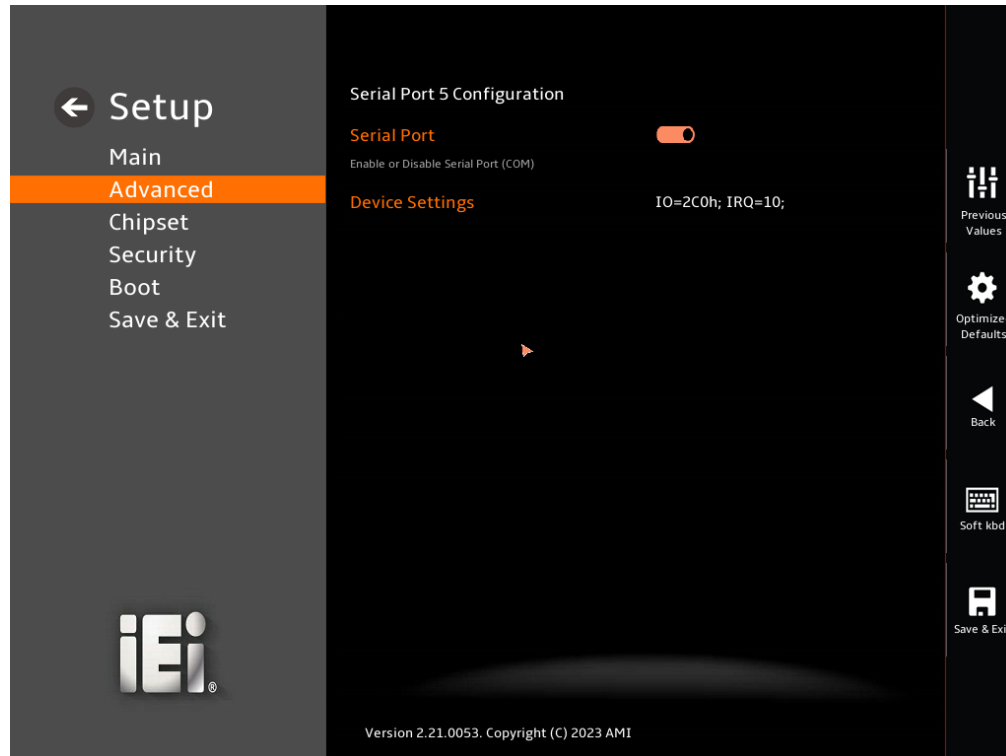 Setup
Main
Advanced
Chipset
Security
Boot
Save & Exit
iEi®
Serial Port 5 Configuration
Serial Port
Enable or Disable Serial Port (COM)
Device Settings IO=2C0h; IRQ=10;
Version 2.21.0053. Copyright (C) 2023 AMI
Previous
Values
Optimize
Defaults
Back
Soft kbd
Save & Exi